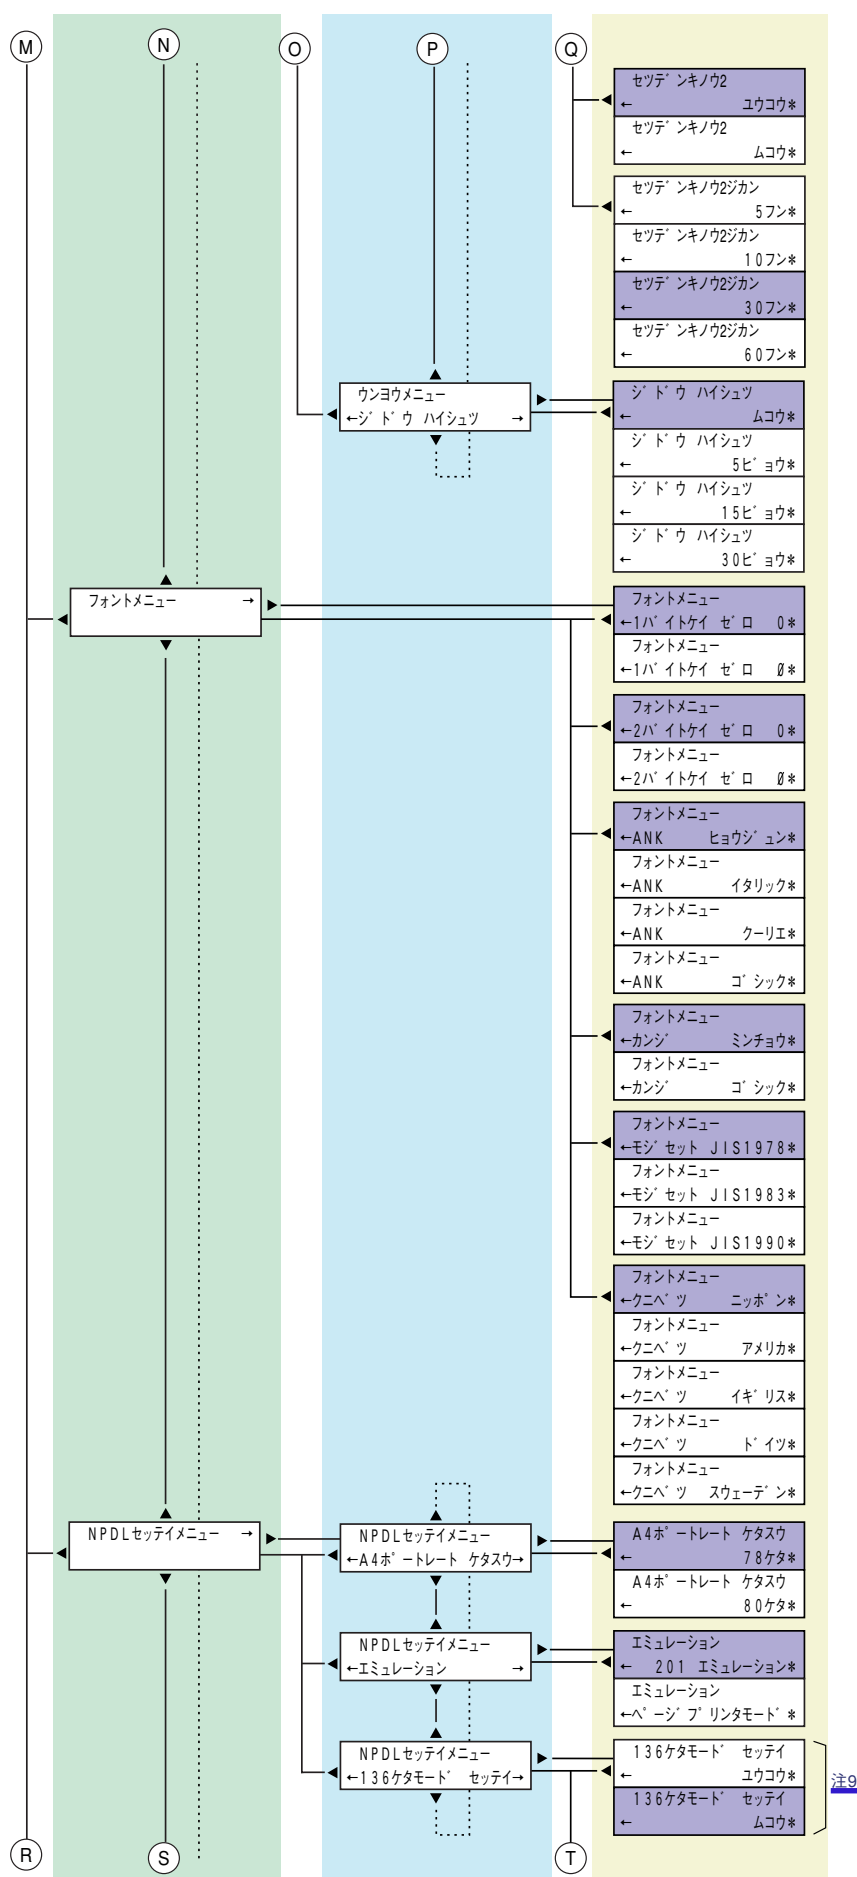 M N O P Q
セツデンキノウ2
← ユウコウ*
セツデンキノウ2
← ムコウ*
セツデンキノウ2ジカン
← 5フン*
セツデンキノウ2ジカン
← 10フン*
セツデンキノウ2ジカン
← 30フン*
セツデンキノウ2ジカン
← 60フン*
ウンヨウメニュー
←ジドウ ハイシュツ →
ジドウ ハイシュツ
← ムコウ*
ジドウ ハイシュツ
← 5ビョウ*
ジドウ ハイシュツ
← 15ビョウ*
ジドウ ハイシュツ
← 30ビョウ*
フォントメニュー →
フォントメニュー
←1バイトケイ ゼロ 0*
フォントメニュー
←1バイトケイ ゼロ Ø*
フォントメニュー
←2バイトケイ ゼロ 0*
フォントメニュー
←2バイトケイ ゼロ Ø*
フォントメニュー
←ANK ヒョウジュン*
フォントメニュー
←ANK イタリック*
フォントメニュー
←ANK クーリエ*
フォントメニュー
←ANK ゴシック*
フォントメニュー
←カンジ ミンチョウ*
フォントメニュー
←カンジ ゴシック*
フォントメニュー
←モジセット JIS1978*
フォントメニュー
←モジセット JIS1983*
フォントメニュー
←モジセット JIS1990*
フォントメニュー
←クニベツ ニッポン*
フォントメニュー
←クニベツ アメリカ*
フォントメニュー
←クニベツ イギリス*
フォントメニュー
←クニベツ ドイツ*
フォントメニュー
←クニベツ スウェーデン*
NPDLセッテイメニュー →
NPDLセッテイメニュー
←A4ポートレート ケタスウ→
A4ポートレート ケタスウ
← 78ケタ*
A4ポートレート ケタスウ
← 80ケタ*
NPDLセッテイメニュー
←エミュレーション →
エミュレーション
← 201 エミュレーション*
エミュレーション
←ページプリンタモード*
NPDLセッテイメニュー
←136ケタモード セッテイ→
136ケタモード セッテイ
← ユウコウ*
136ケタモード セッテイ
← ムコウ*
注9
R S T